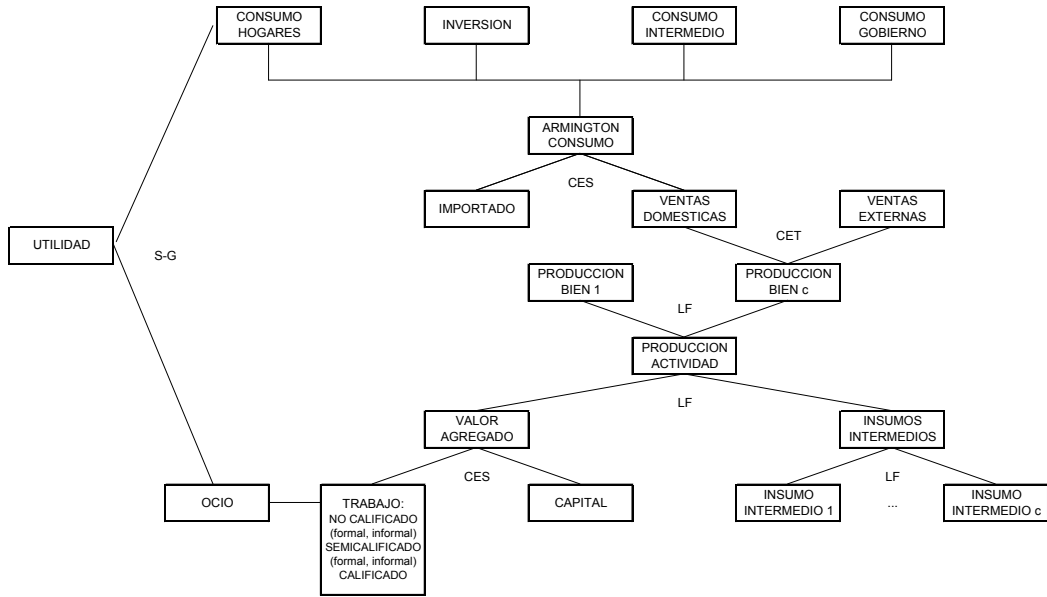 CONSUMO
HOGARES
INVERSION
CONSUMO
INTERMEDIO
CONSUMO
GOBIERNO
ARMINGTON
CONSUMO
CES
IMPORTADO
VENTAS
DOMESTICAS
VENTAS
EXTERNAS
CET
UTILIDAD
S-G
PRODUCCION
BIEN 1
PRODUCCION
BIEN c
LF
PRODUCCION
ACTIVIDAD
LF
VALOR
AGREGADO
INSUMOS
INTERMEDIOS
CES
LF
OCIO
TRABAJO:
NO CALIFICADO
(formal, informal)
SEMICALIFICADO
(formal, informal)
CALIFICADO
CAPITAL
INSUMO
INTERMEDIO 1
...
INSUMO
INTERMEDIO c